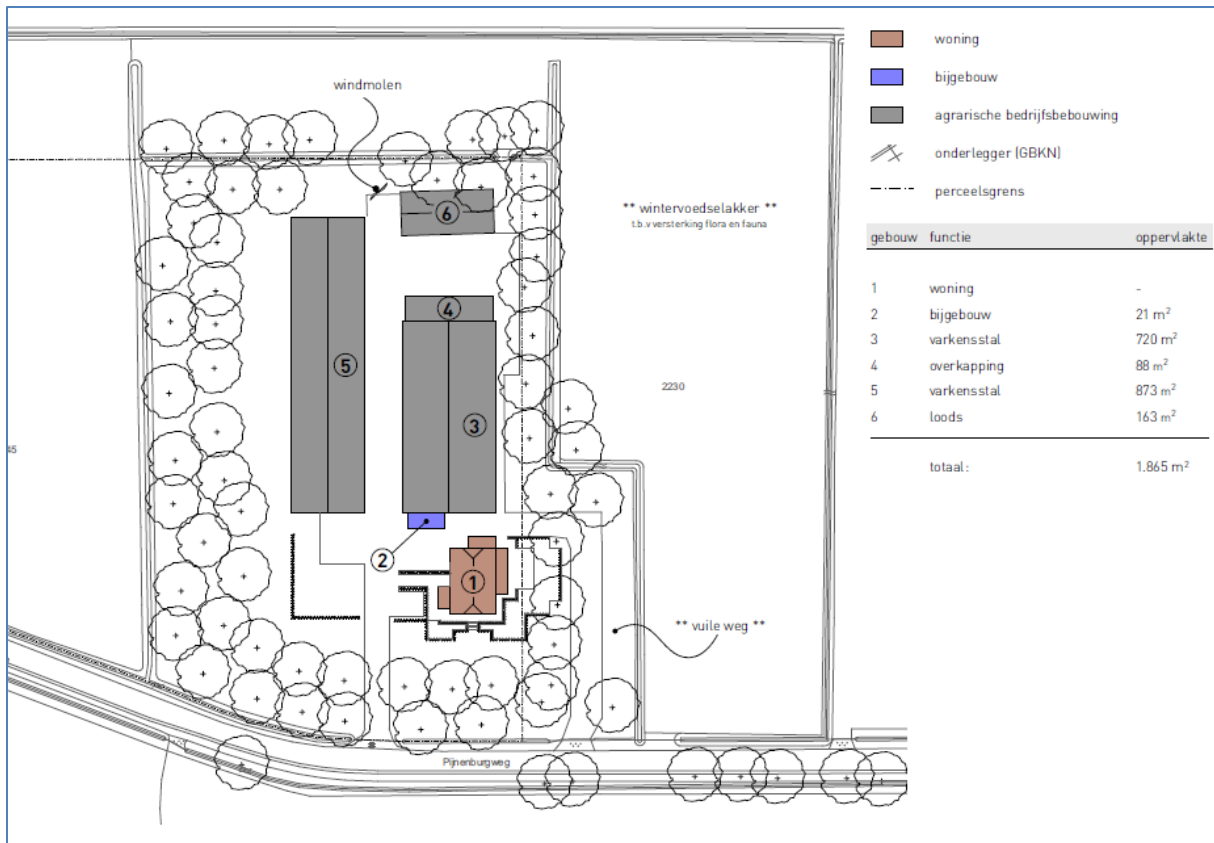 windmolen
** wintervoedselakker **
t.b.v versterking flora en fauna
6
4
5
3
2230
45
2
1
** vuile weg **
Pijnenburgweg
woning
bijgebouw
agrarische bedrijfsbebouwing
onderlegger (GBKN)
perceelsgrens
gebouw functie oppervlakte
1 woning -
2 bijgebouw 21 m²
3 varkensstal 720 m²
4 overkapping 88 m²
5 varkensstal 873 m²
6 loods 163 m²
totaal: 1.865 m²